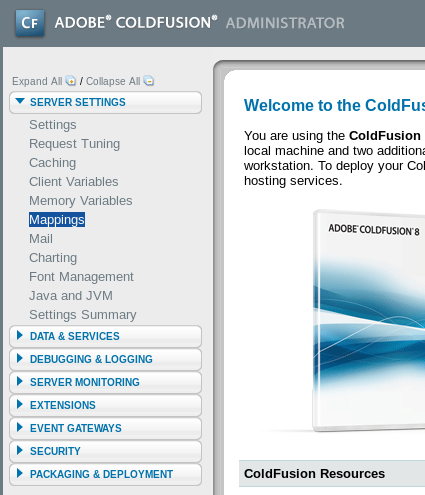 CF ADOBE® COLDFUSION® ADMINISTRATOR
Expand All / Collapse All
SERVER SETTINGS
Settings
Request Tuning
Caching
Client Variables
Memory Variables
Mappings
Mail
Charting
Font Management
Java and JVM
Settings Summary
DATA & SERVICES
DEBUGGING & LOGGING
SERVER MONITORING
EXTENSIONS
EVENT GATEWAYS
SECURITY
PACKAGING & DEPLOYMENT
Welcome to the ColdFus
You are using the ColdFusion
local machine and two additiona
workstation. To deploy your Col
hosting services.
ADOBE® COLDFUSION® 8
ColdFusion Resources